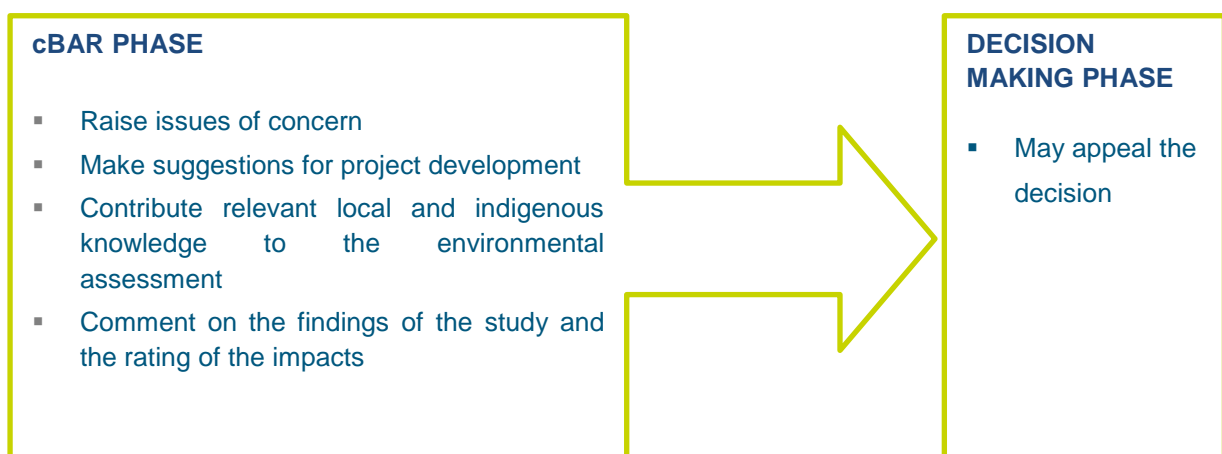 cBAR PHASE
▪ Raise issues of concern
▪ Make suggestions for project development
▪ Contribute relevant local and indigenous
knowledge to the environmental
assessment
▪ Comment on the findings of the study and
the rating of the impacts
DECISION
MAKING PHASE
▪ May appeal the
decision